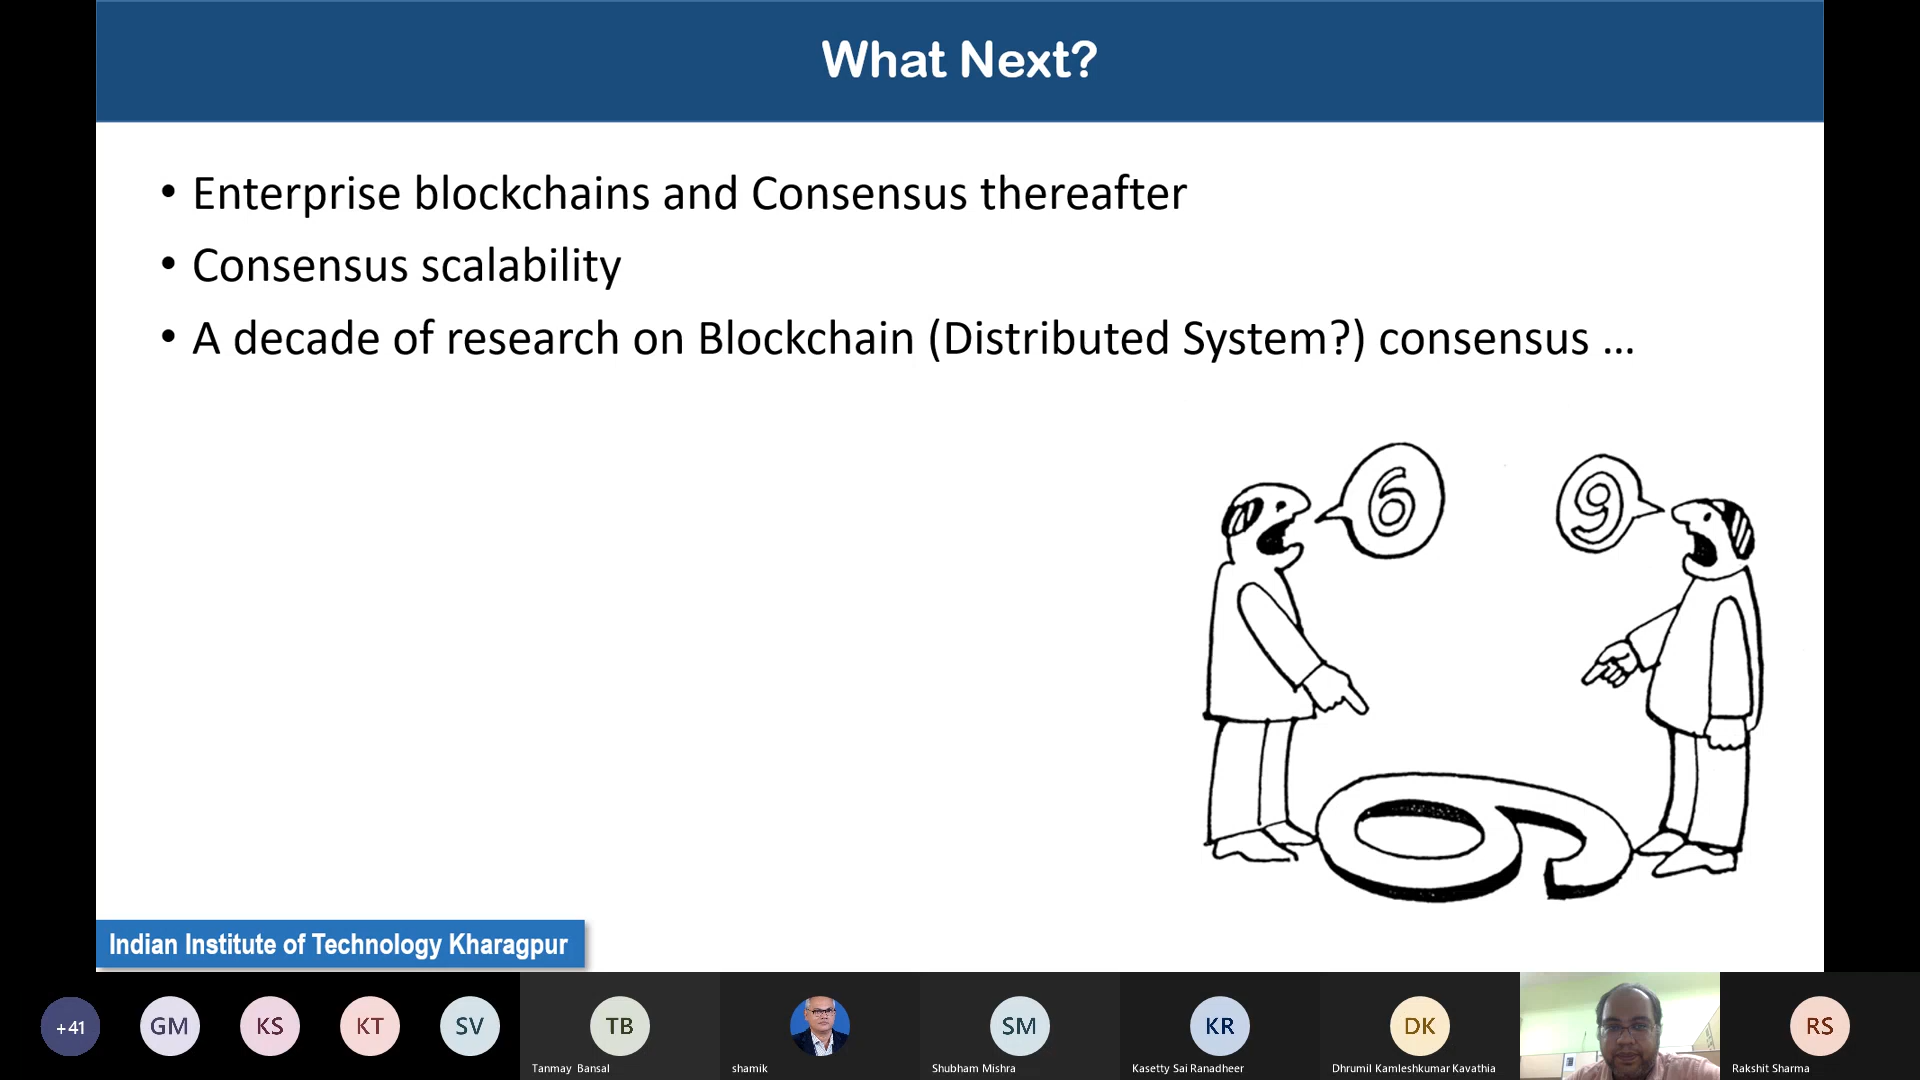 What Next?
• Enterprise blockchains and Consensus thereafter
• Consensus scalability
• A decade of research on Blockchain (Distributed System?) consensus ...
6
9
6
Indian Institute of Technology Kharagpur
+41
GM
KS
KT
SV
TB
SM
KR
DK
RS
Tanmay Bansal
shamik
Shubham Mishra
Kasetty Sai Ranadheer
Dhrumil Kamleshkumar Kavathia
Rakshit Sharma